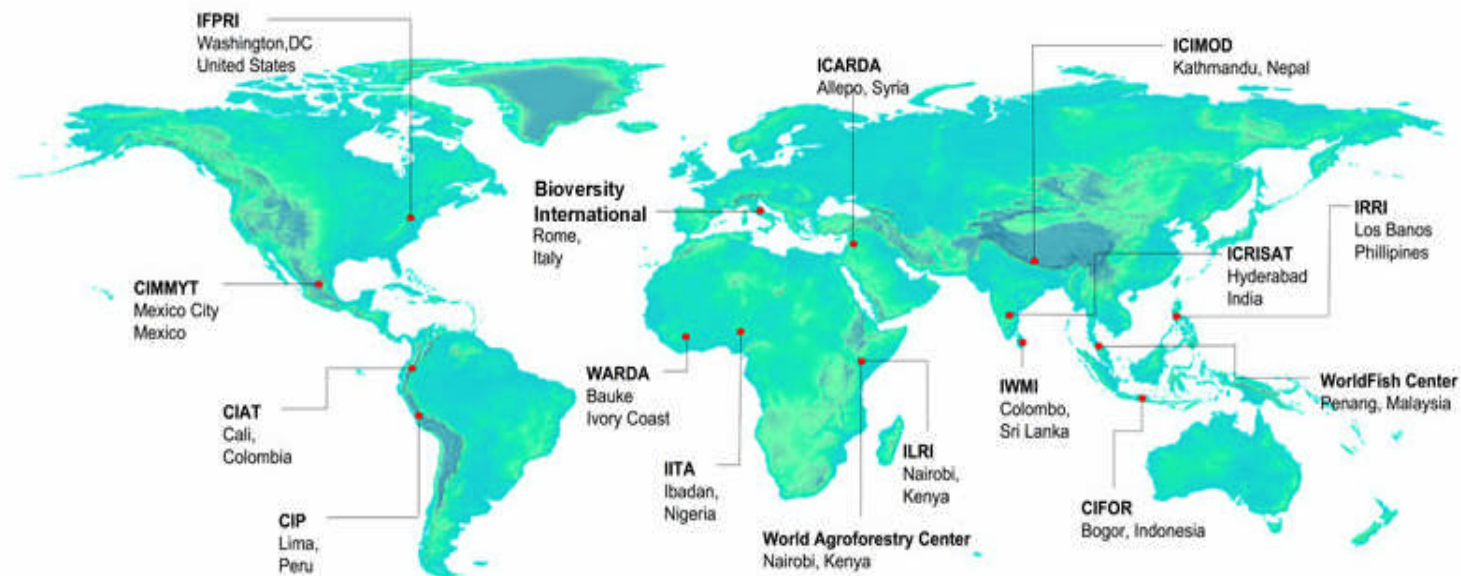 IFPRI
Washington,DC
United States
ICARDA
Allepo, Syria
ICIMOD
Kathmandu, Nepal
Bioversity
International
Rome,
Italy
IRRI
Los Banos
Phillipines
ICRISAT
Hyderabad
India
CIMMYT
Mexico City
Mexico
WARDA
Bauke
Ivory Coast
IWMI
Colombo,
Sri Lanka
WorldFish Center
Penang, Malaysia
CIAT
Cali,
Colombia
IITA
Ibadan,
Nigeria
ILRI
Nairobi,
Kenya
CIFOR
Bogor, Indonesia
CIP
Lima,
Peru
World Agroforestry Center
Nairobi, Kenya